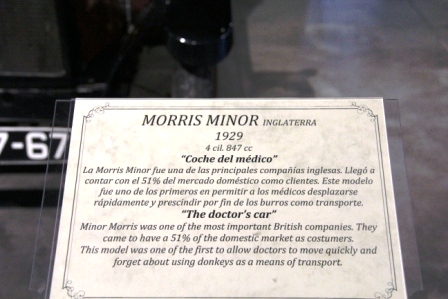 7-67
MORRIS MINOR INGLATERRA
1929
4 cil. 847 cc
"Coche del médico"
La Morris Minor fue una de las principales compañías inglesas. Llegó a
contar con el 51% del mercado doméstico como clientes. Este modelo
fue uno de los primeros en permitir a los médicos desplazarse
rápidamente y prescindir por fin de los burros como transporte.
"The doctor's car"
Minor Morris was one of the most important British companies. They
came to have a 51% of the domestic market as costumers.
This model was one of the first to allow doctors to move quickly and
forget about using donkeys as a means of transport.